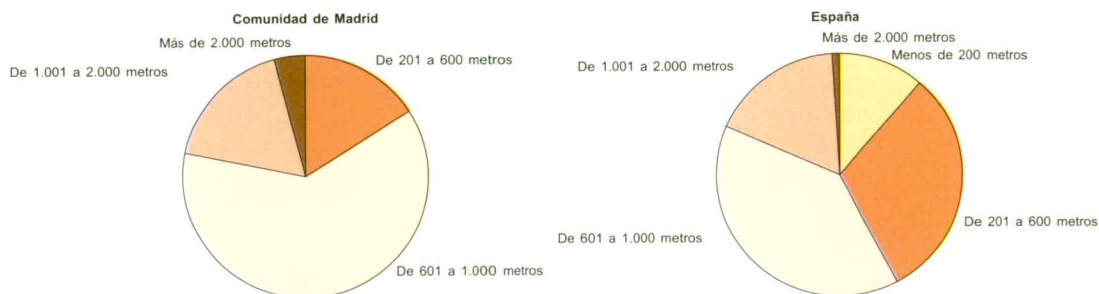 Comunidad de Madrid
Más de 2.000 metros
De 201 a 600 metros
De 1.001 a 2.000 metros
De 601 a 1.000 metros
España
Más de 2.000 metros
Menos de 200 metros
De 1.001 a 2.000 metros
De 201 a 600 metros
De 601 a 1.000 metros